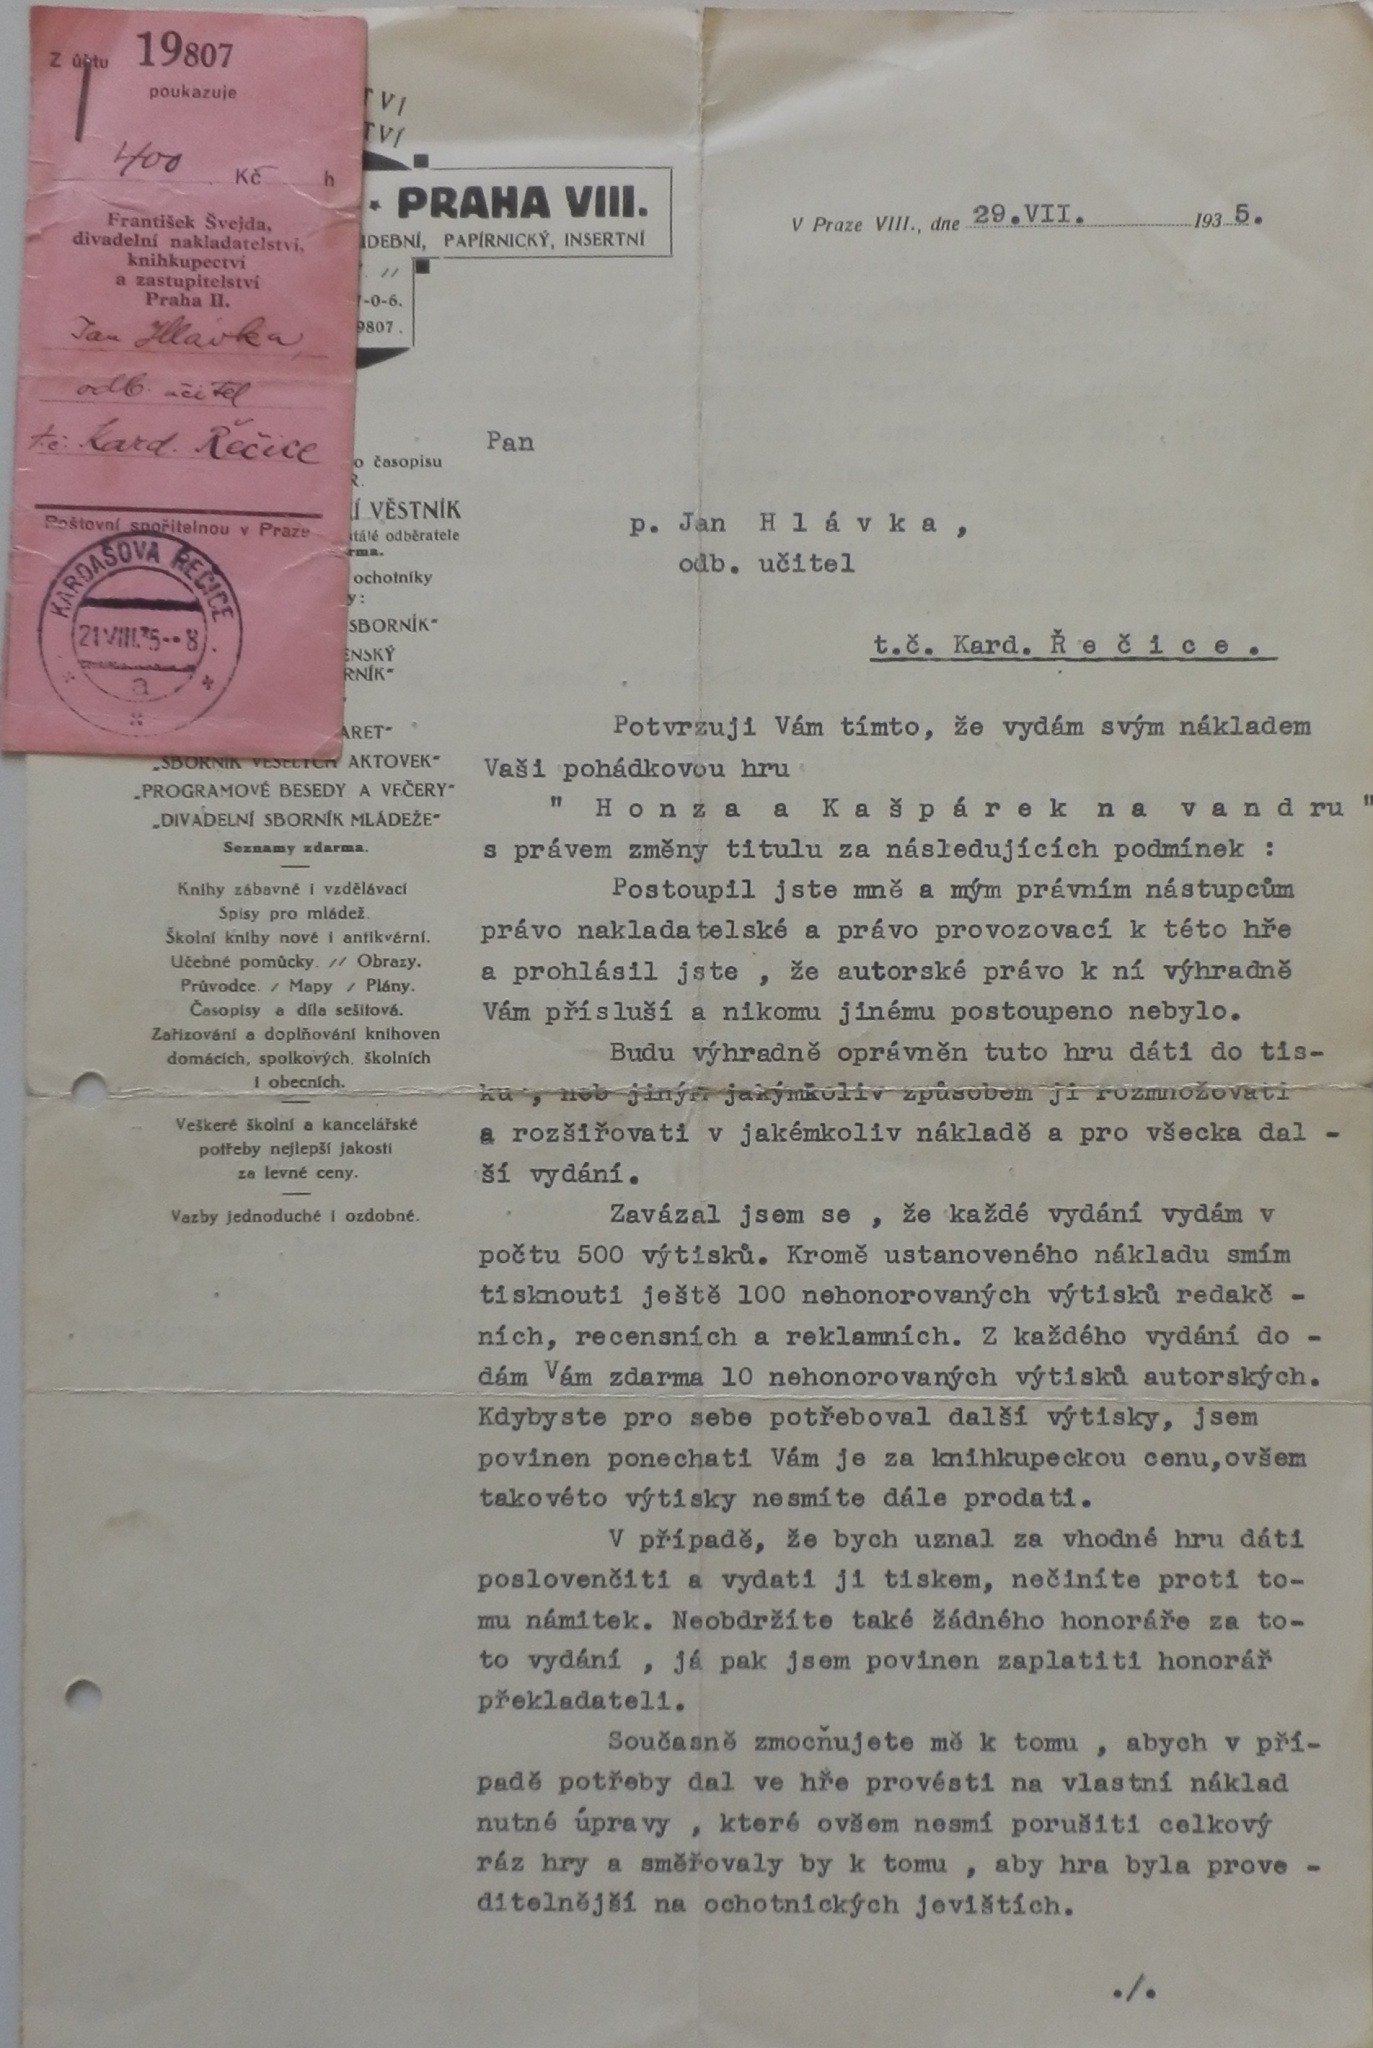 Z účtu 19807
poukazuje
400 Kč h
František Švejda,
divadelní nakladatelství,
knihkupectví
a zastupitelství
Praha II.
Jan Hlávka,
odb. učitel
t.č. Kard. Řečice
Poštovní spořitelnou v Praze
KARDAŠOVA ŘEČICE
21.VIII.35--8
a
TVÍ
TVÍ
* PRAHA VIII.
DEBNÍ, PAPÍRNICKÝ, INSERTNÍ
-0-6.
9807.
V Praze VIII., dne 29.VII. 1935.
o časopisu
R.
Í VĚSTNÍK
stálé odběratele
rma.
ochotníky
y:
SBORNÍK“
ENSKÝ
RNÍK“
ARET“
„SBORNÍK VESELÝCH AKTOVEK“
„PROGRAMOVÉ BESEDY A VEČERY“
„DIVADELNÍ SBORNÍK MLÁDEŽE“
Seznamy zdarma.
Knihy zábavné i vzdělávací
Spisy pro mládež.
Školní knihy nové i antikvérní.
Učebné pomůcky. // Obrazy.
Průvodce. / Mapy / Plány.
Časopisy a díla sešitová.
Zařizování a doplňování knihoven
domácích, spolkových, školních
i obecních.
Veškeré školní a kancelářské
potřeby nejlepší jakosti
za levné ceny.
Vazby jednoduché i ozdobné.
Pan
p. Jan H l á v k a ,
odb. učitel
t.č. Kard. Ř e č i c e .
Potvrzuji Vám tímto, že vydám svým nákladem
Vaši pohádkovou hru
" H o n z a a K a š p á r e k n a v a n d r u "
s právem změny titulu za následujících podmínek :
Postoupil jste mně a mým právním nástupcům
právo nakladatelské a právo provozovací k této hře
a prohlásil jste , že autorské právo k ní výhradně
Vám přísluší a nikomu jinému postoupeno nebylo.
Budu výhradně oprávněn tuto hru dáti do tis-
ku , neb jiným jakýmkoliv způsobem ji rozmnožovati
a rozšiřovati v jakémkoliv nákladě a pro všecka dal -
ší vydání.
Zavázal jsem se , že každé vydání vydám v
počtu 500 výtisků. Kromě ustanoveného nákladu smím
tisknouti ještě 100 nehonorovaných výtisků redakč -
ních, recensních a reklamních. Z každého vydání do -
dám Vám zdarma 10 nehonorovaných výtisků autorských.
Kdybyste pro sebe potřeboval další výtisky, jsem
povinen ponechati Vám je za knihkupeckou cenu,ovšem
takovéto výtisky nesmíte dále prodati.
V případě, že bych uznal za vhodné hru dáti
poslovenčiti a vydati ji tiskem, nečiníte proti to-
mu námitek. Neobdržíte také žádného honoráře za to-
to vydání , já pak jsem povinen zaplatiti honorář
překladateli.
Současně zmocňujete mě k tomu , abych v pří-
padě potřeby dal ve hře provésti na vlastní náklad
nutné úpravy , které ovšem nesmí porušiti celkový
ráz hry a směřovaly by k tomu , aby hra byla prove -
ditelnější na ochotnických jevištích.
./.